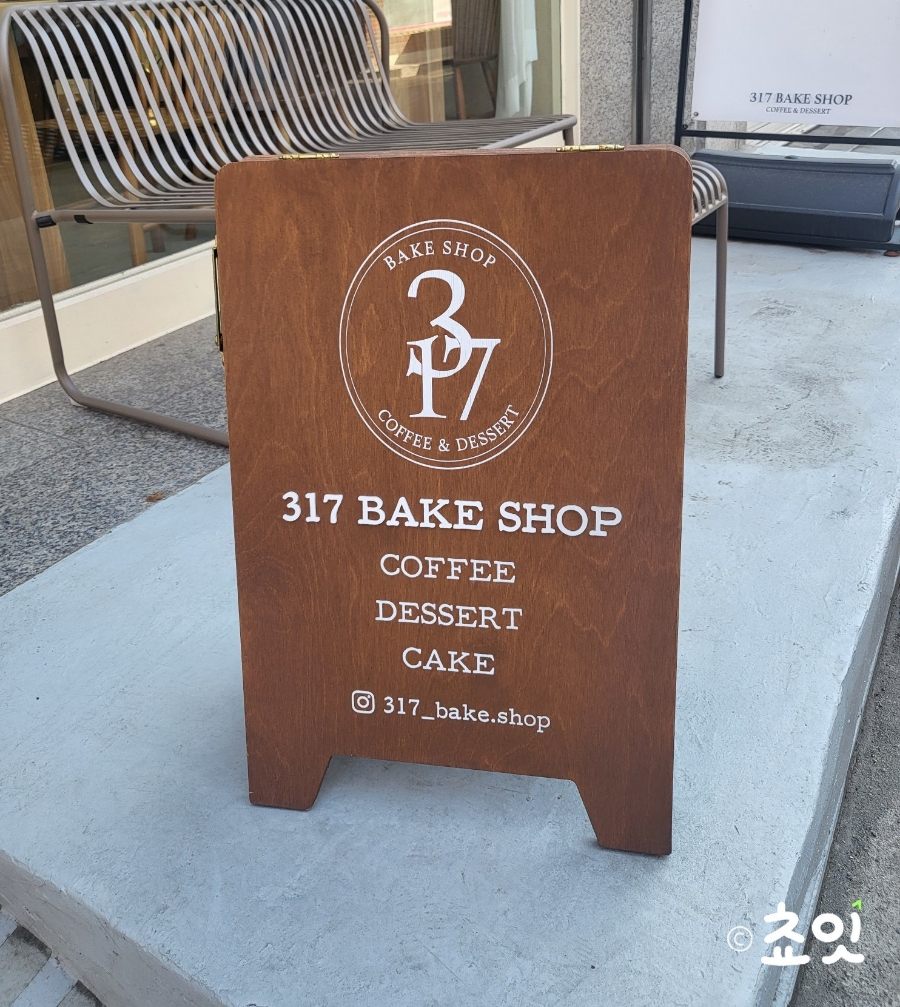 317 BAKE SHOP
COFFEE & DESSERT
BAKE SHOP
317
COFFEE & DESSERT
317 BAKE SHOP
COFFEE
DESSERT
CAKE
317_bake.shop
© 쵸잇